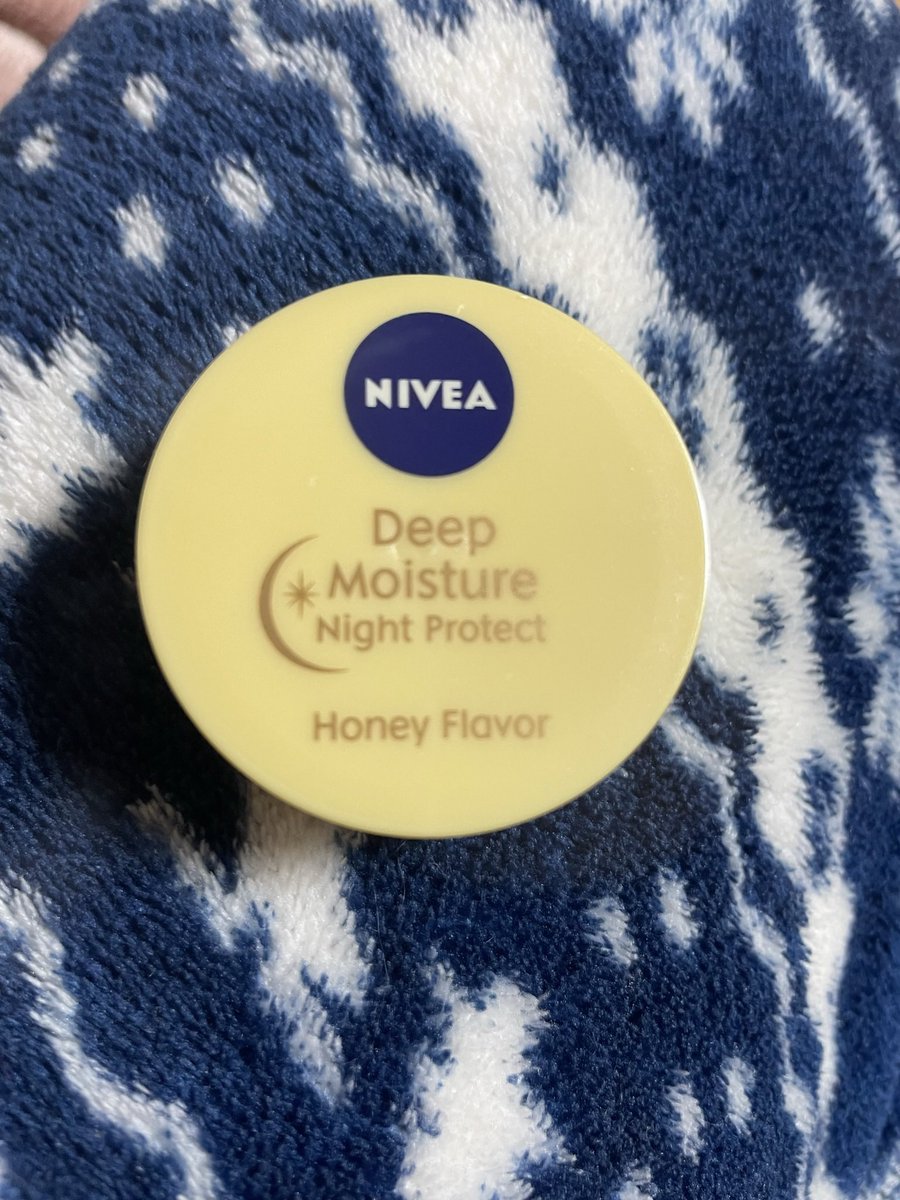 NIVEA
Deep
Moisture
Night Protect
Honey Flavor